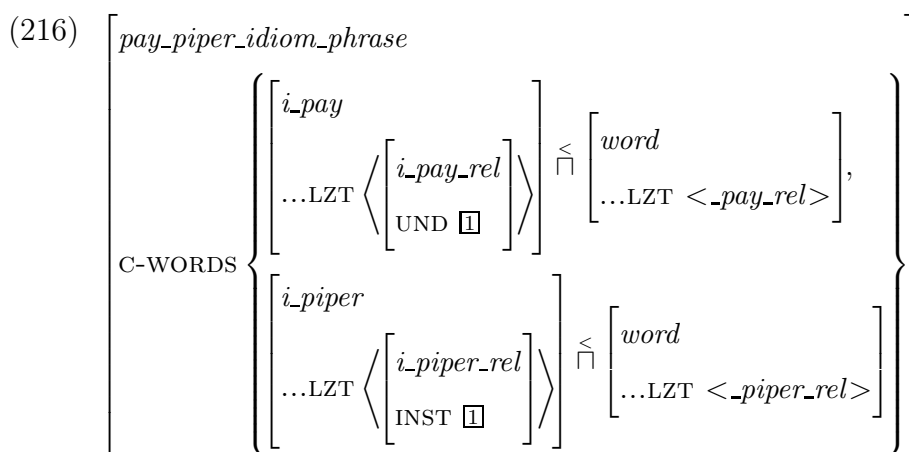 (216) pay_piper_idiom_phrase
i_pay
word
i_pay_rel
...LZT
...LZT <_pay_rel>
,
UND 1
C-WORDS
i_piper
word
i_piper_rel
...LZT
...LZT <_piper_rel>
INST 1